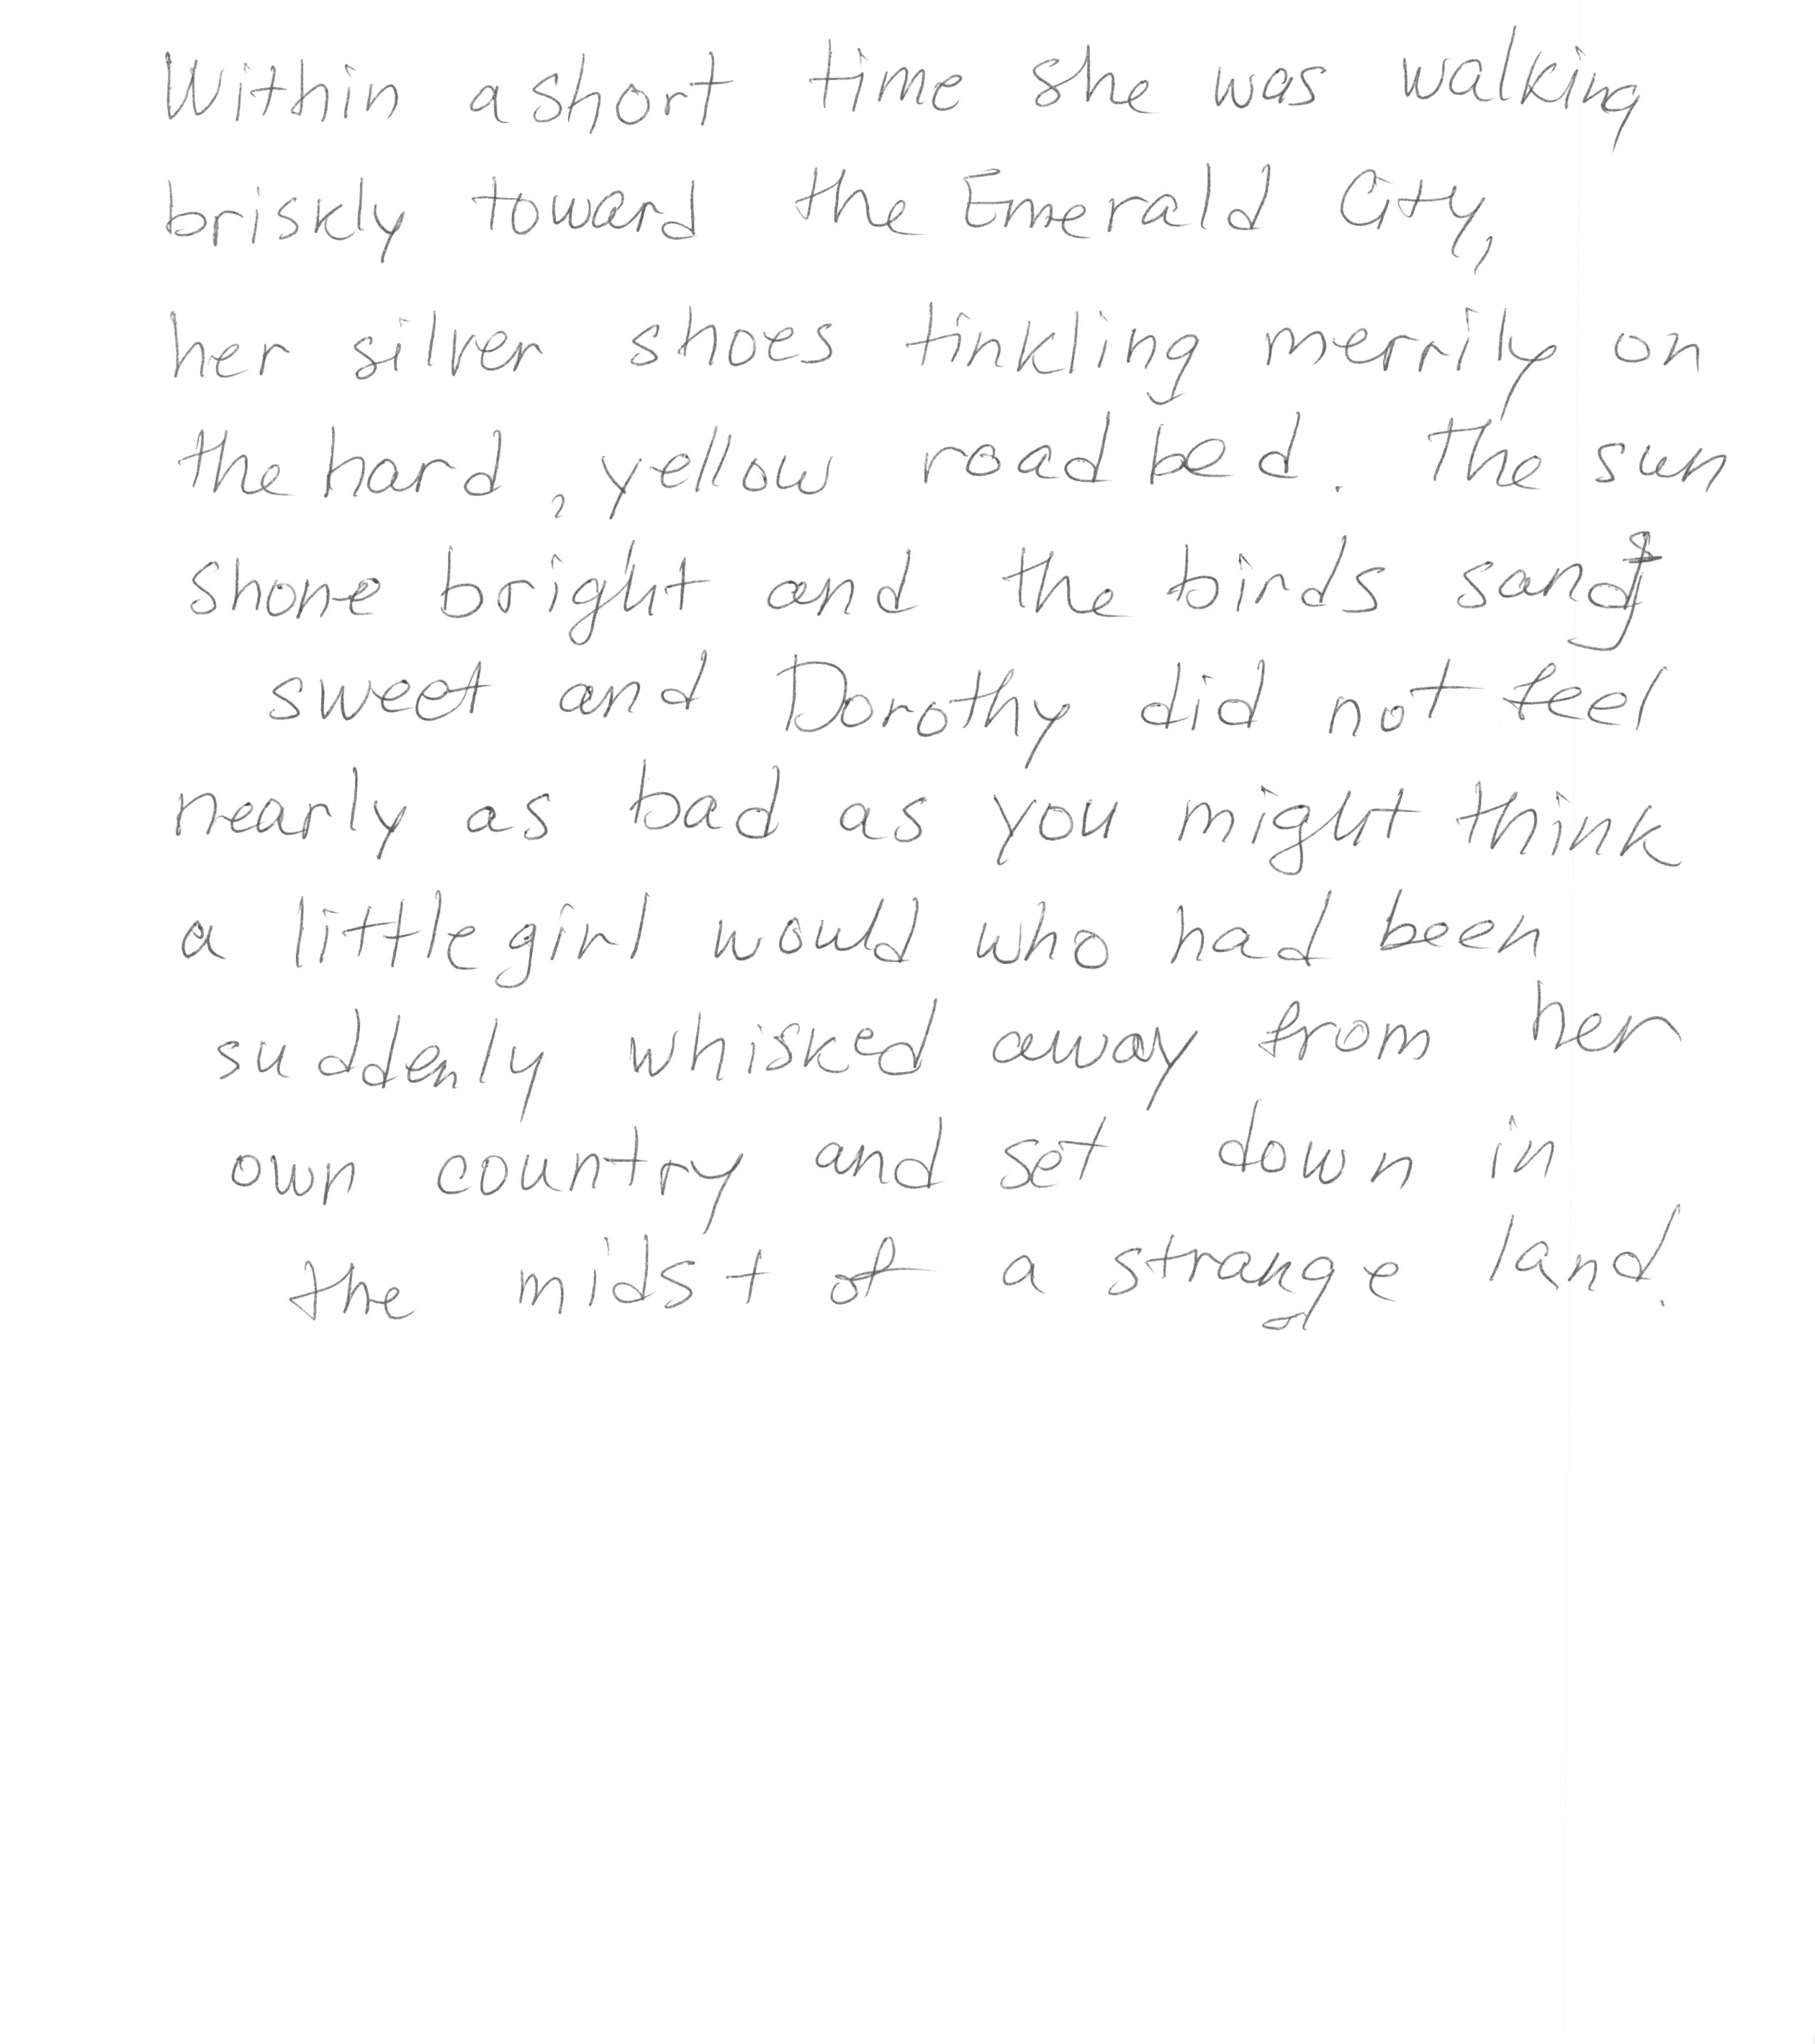 Within a short time she was walking
briskly toward the Emerald City,
her silver shoes tinkling merrily on
the hard, yellow road bed. The sun
shone bright and the birds sang
sweet and Dorothy did not feel
nearly as bad as you might think
a little girl would who had been
suddenly whisked away from her
own country and set down in
the midst of a strange land.